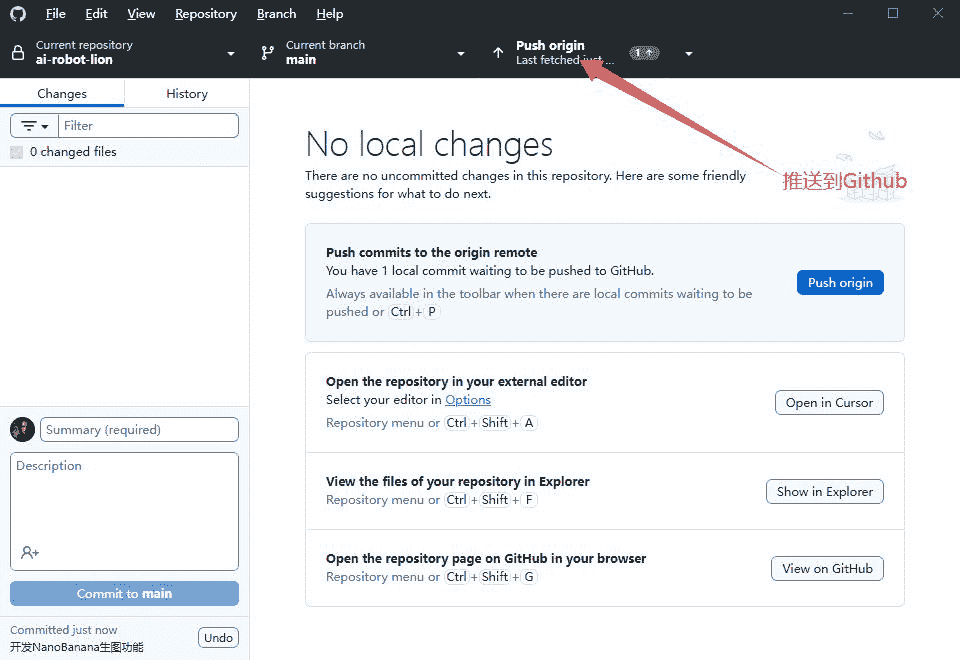 File Edit View Repository Branch Help
Current repository
ai-robot-lion
Current branch
main
Push origin
Last fetched just ...
1
Changes
History
Filter
0 changed files
No local changes
There are no uncommitted changes in this repository. Here are some friendly
suggestions for what to do next.
推送到Github
Push commits to the origin remote
You have 1 local commit waiting to be pushed to GitHub.
Always available in the toolbar when there are local commits waiting to be
pushed or Ctrl + P
Push origin
Open the repository in your external editor
Select your editor in Options
Repository menu or Ctrl + Shift + A
Open in Cursor
View the files of your repository in Explorer
Repository menu or Ctrl + Shift + F
Show in Explorer
Open the repository page on GitHub in your browser
Repository menu or Ctrl + Shift + G
View on GitHub
Summary (required)
Description
Commit to main
Committed just now
开发NanoBanana生图功能
Undo